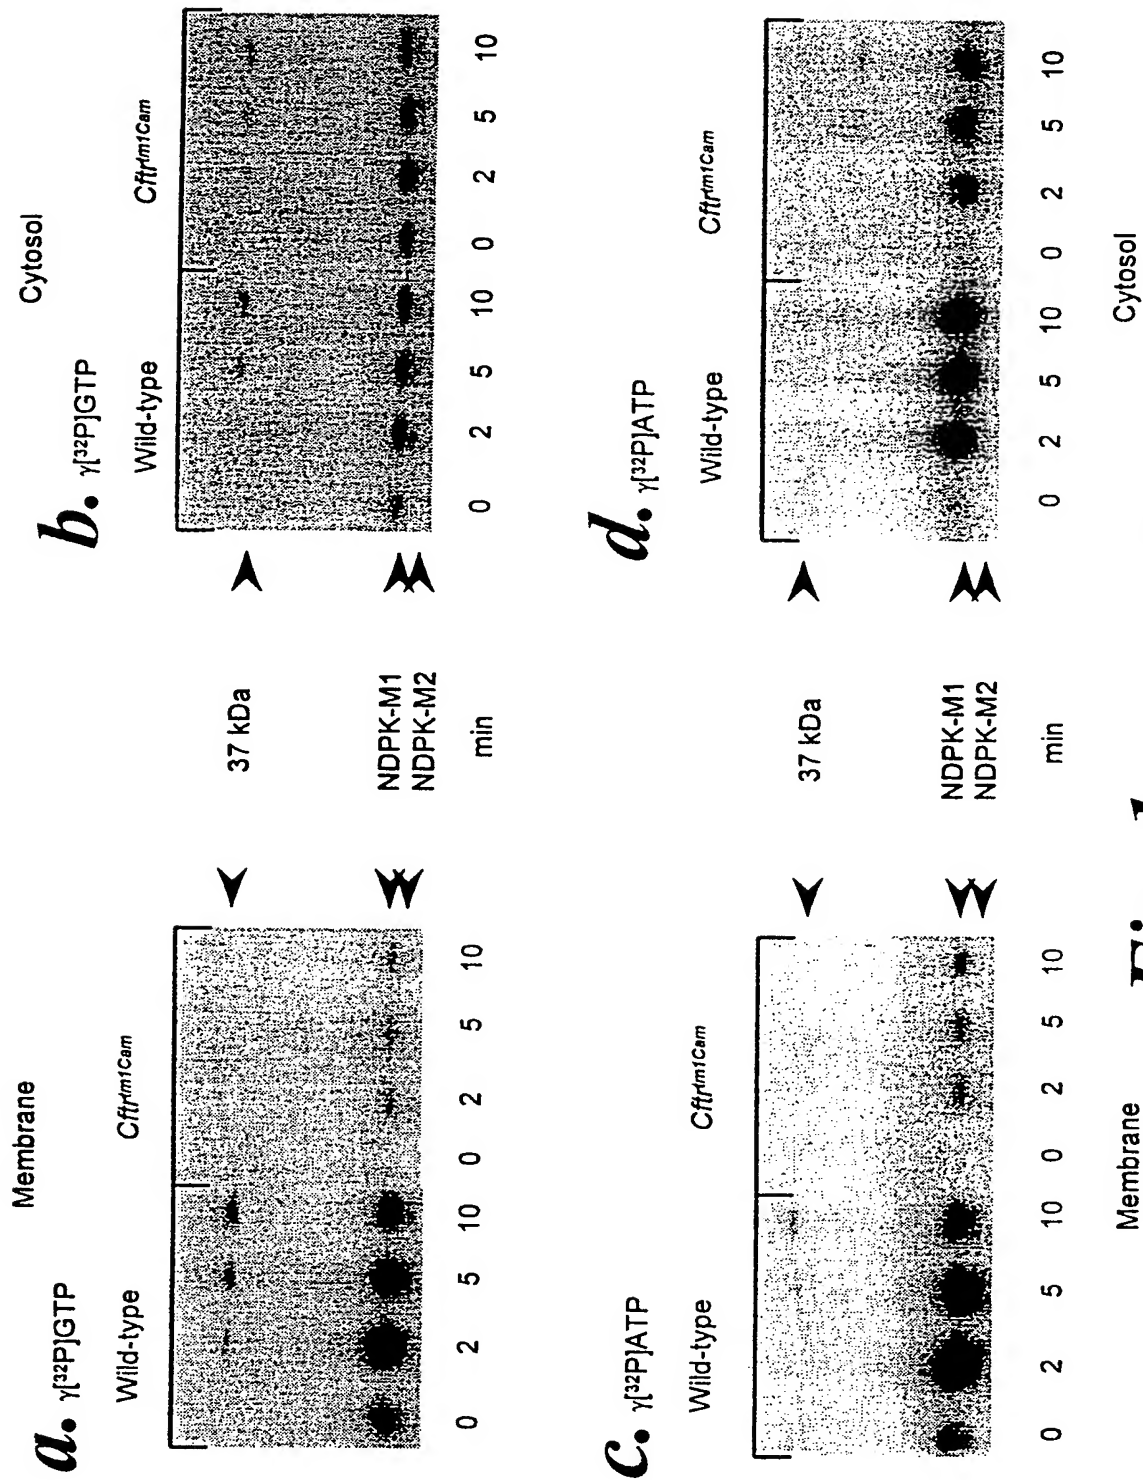 Membrane
Cytosol
a. γ[³²P]GTP
Wild-type
Cftrtm1Cam
0 2 5 10 0 2 5 10
37 kDa
NDPK-M1
NDPK-M2
min
b. γ[³²P]GTP
Wild-type
Cftrtm1Cam
0 2 5 10 0 2 5 10
c. γ[³²P]ATP
Wild-type
Cftrtm1Cam
0 2 5 10 0 2 5 10
37 kDa
NDPK-M1
NDPK-M2
min
d. γ[³²P]ATP
Wild-type
Cftrtm1Cam
0 2 5 10 0 2 5 10
Membrane
Cytosol